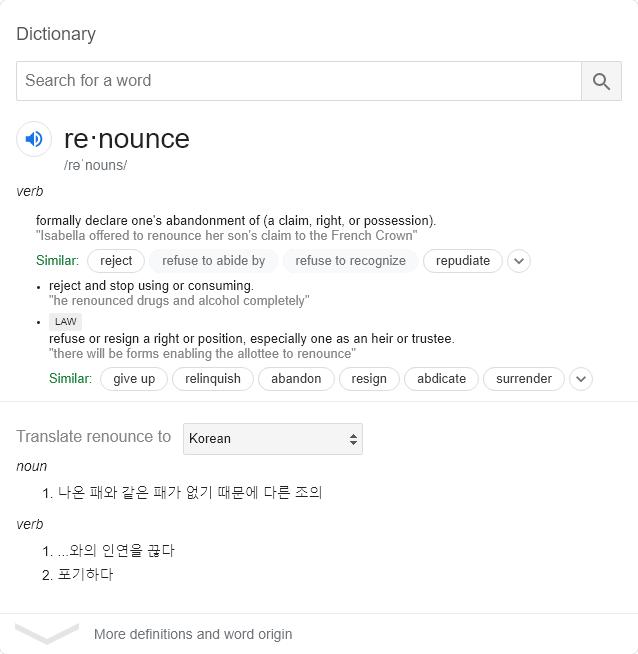 Dictionary
Search for a word
re·nounce
/rəˈnouns/
verb
formally declare one's abandonment of (a claim, right, or possession).
"Isabella offered to renounce her son's claim to the French Crown"
Similar: reject refuse to abide by refuse to recognize repudiate
• reject and stop using or consuming.
"he renounced drugs and alcohol completely"
• LAW
refuse or resign a right or position, especially one as an heir or trustee.
"there will be forms enabling the allottee to renounce"
Similar: give up relinquish abandon resign abdicate surrender
Translate renounce to Korean
noun
1. 나온 패와 같은 패가 없기 때문에 다른 조의
verb
1. ...와의 인연을 끊다
2. 포기하다
More definitions and word origin